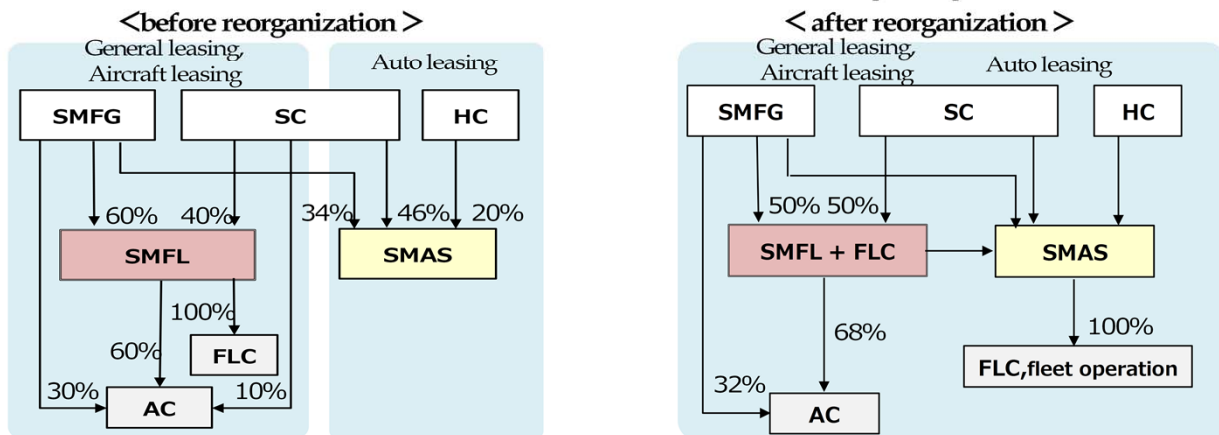 <before reorganization >
General leasing,
Aircraft leasing
Auto leasing
SMFG
SC
HC
60%
40%
34%
46%
20%
SMFL
SMAS
100%
60%
FLC
30%
10%
AC
< after reorganization >
General leasing,
Aircraft leasing
Auto leasing
SMFG
SC
HC
50%
50%
SMFL + FLC
SMAS
68%
100%
FLC,fleet operation
32%
AC